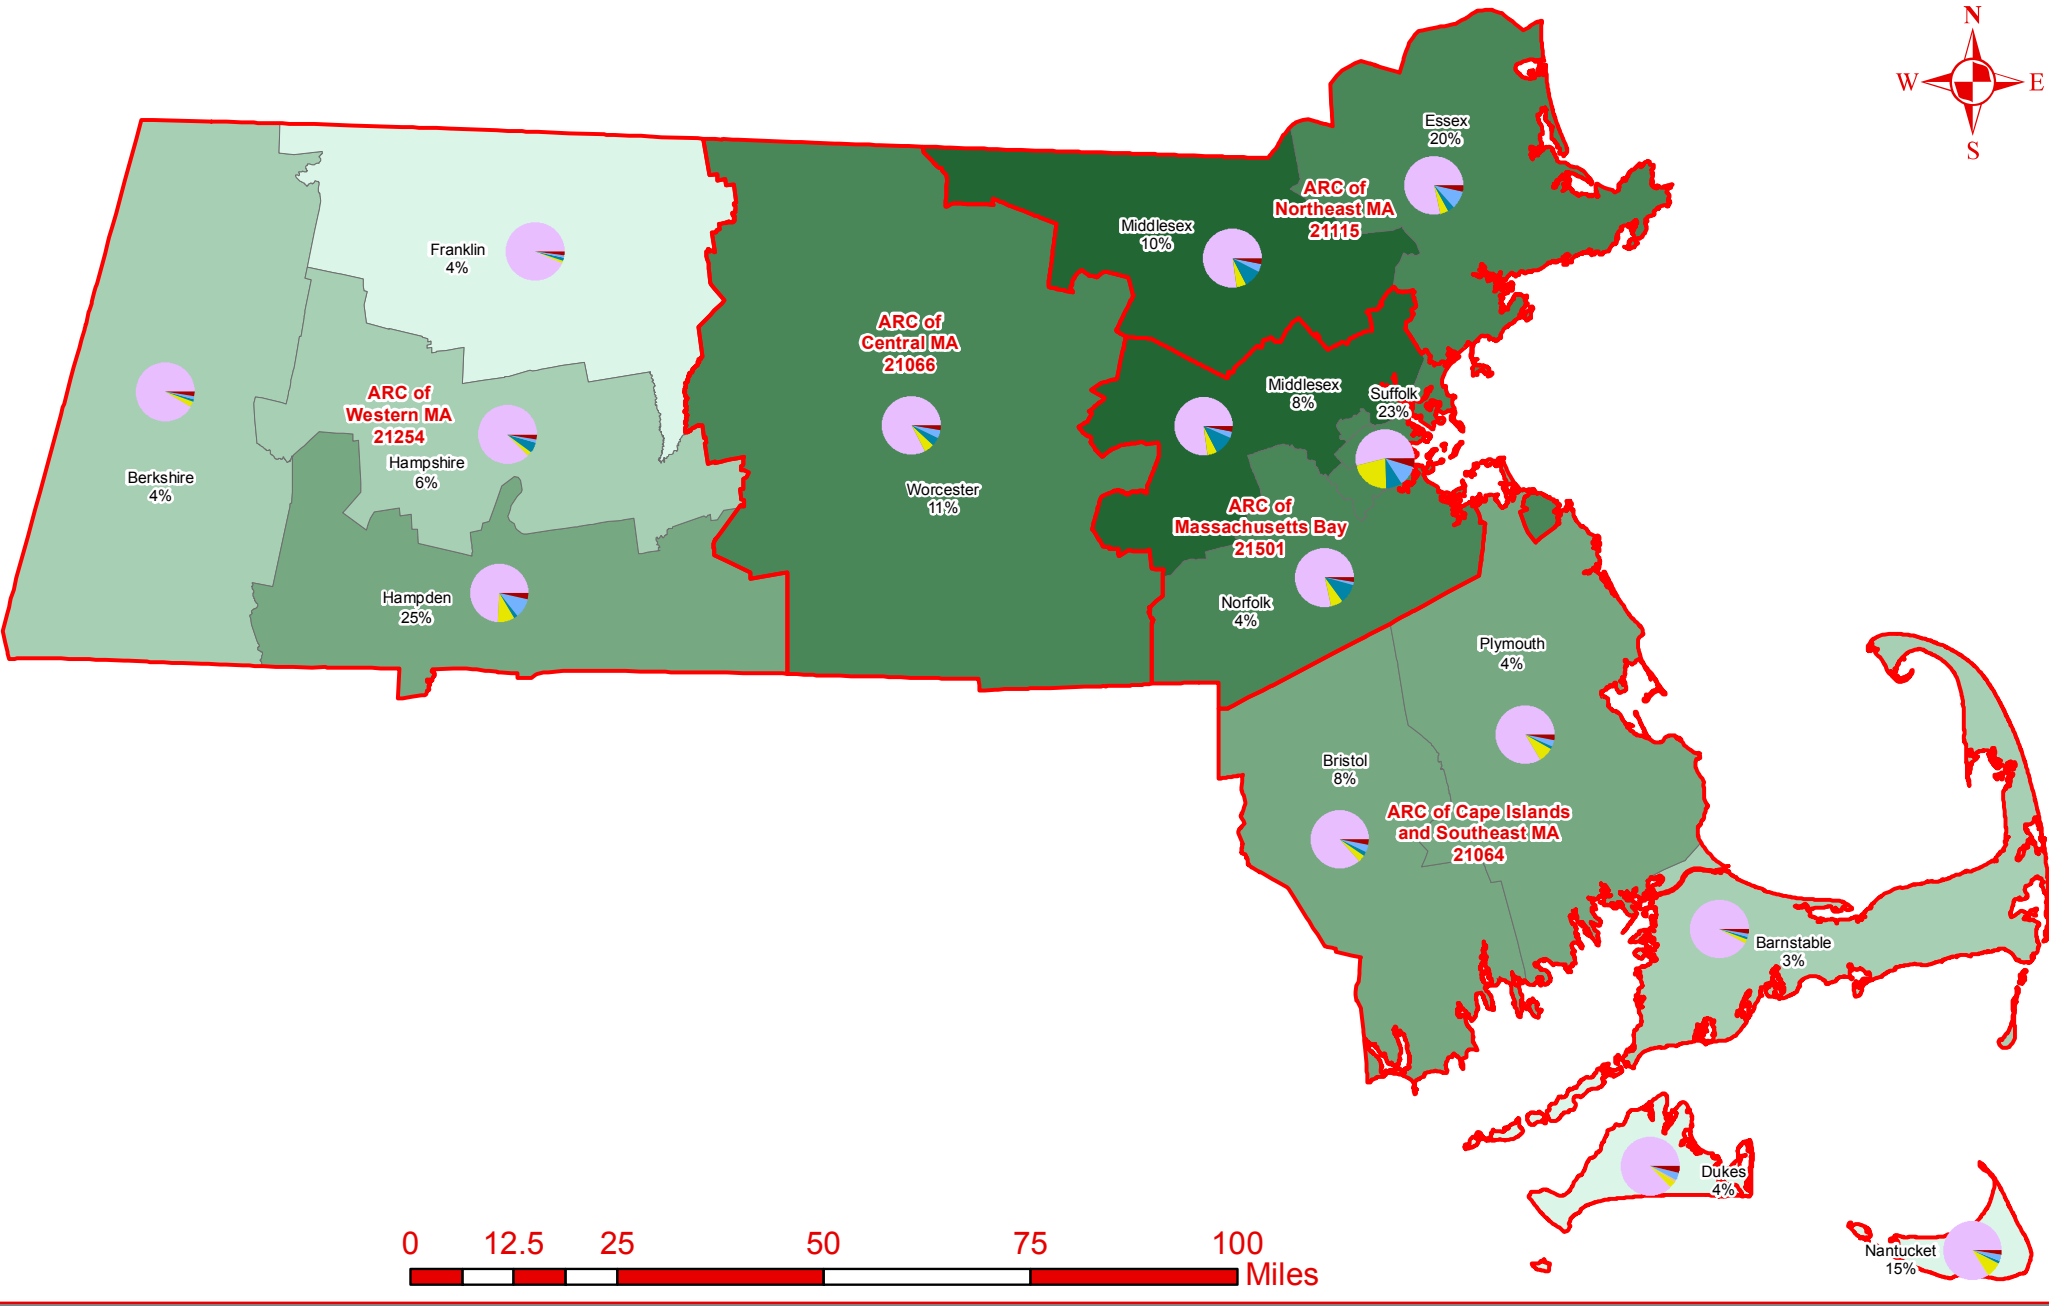 N
W
E
S
Essex
20%
ARC of
Northeast MA
21115
Middlesex
10%
Franklin
4%
ARC of
Central MA
21066
Middlesex
8%
Suffolk
23%
ARC of
Western MA
21254
Hampshire
6%
Berkshire
4%
Worcester
11%
ARC of
Massachusetts Bay
21501
Hampden
25%
Norfolk
4%
Plymouth
4%
Bristol
8%
ARC of Cape Islands
and Southeast MA
21064
Barnstable
3%
Dukes
4%
Nantucket
15%
0 12.5 25 50 75 100
Miles